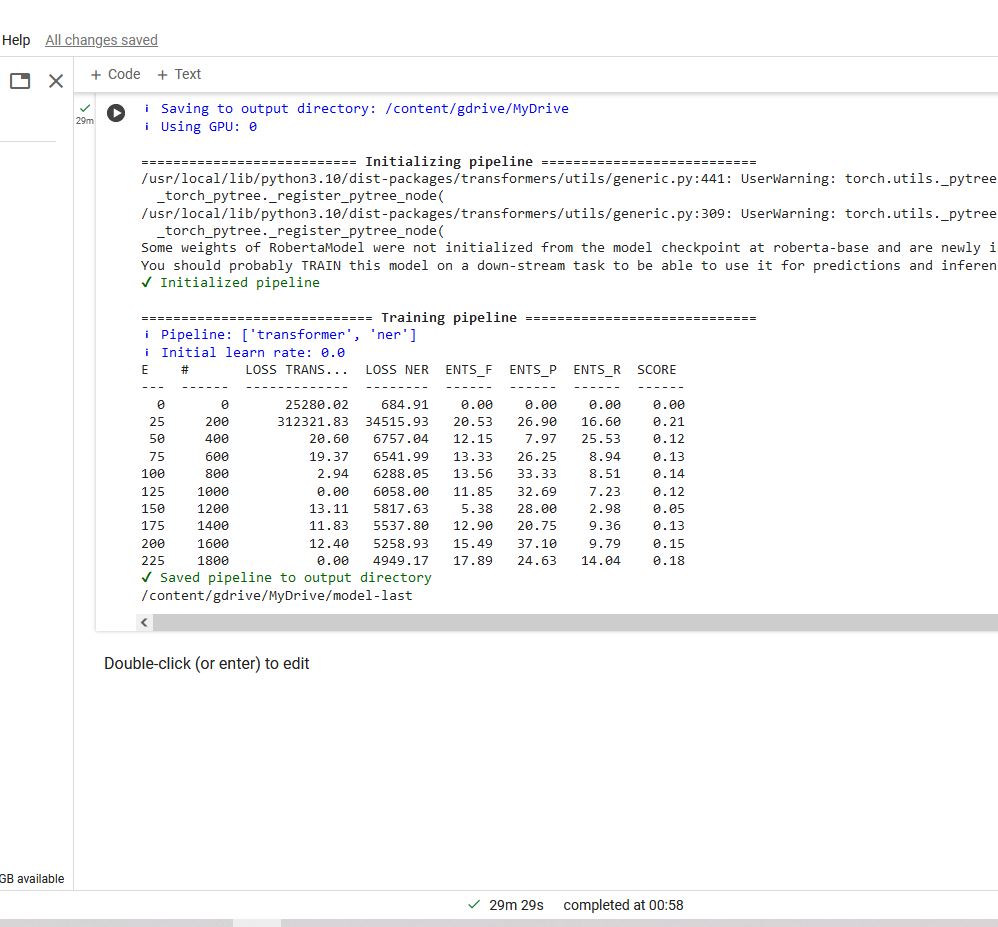 Help All changes saved
+ Code + Text
29m
i Saving to output directory: /content/gdrive/MyDrive
i Using GPU: 0
=========================== Initializing pipeline ===========================
/usr/local/lib/python3.10/dist-packages/transformers/utils/generic.py:441: UserWarning: torch.utils._pytree
_torch_pytree._register_pytree_node(
/usr/local/lib/python3.10/dist-packages/transformers/utils/generic.py:309: UserWarning: torch.utils._pytree
_torch_pytree._register_pytree_node(
Some weights of RobertaModel were not initialized from the model checkpoint at roberta-base and are newly i
You should probably TRAIN this model on a down-stream task to be able to use it for predictions and inferen
✔ Initialized pipeline
============================= Training pipeline =============================
i Pipeline: ['transformer', 'ner']
i Initial learn rate: 0.0
E # LOSS TRANS... LOSS NER ENTS_F ENTS_P ENTS_R SCORE
--- ------ ------------- -------- ------ ------ ------ ------
0 0 25280.02 684.91 0.00 0.00 0.00 0.00
25 200 312321.83 34515.93 20.53 26.90 16.60 0.21
50 400 20.60 6757.04 12.15 7.97 25.53 0.12
75 600 19.37 6541.99 13.33 26.25 8.94 0.13
100 800 2.94 6288.05 13.56 33.33 8.51 0.14
125 1000 0.00 6058.00 11.85 32.69 7.23 0.12
150 1200 13.11 5817.63 5.38 28.00 2.98 0.05
175 1400 11.83 5537.80 12.90 20.75 9.36 0.13
200 1600 12.40 5258.93 15.49 37.10 9.79 0.15
225 1800 0.00 4949.17 17.89 24.63 14.04 0.18
✔ Saved pipeline to output directory
/content/gdrive/MyDrive/model-last
Double-click (or enter) to edit
GB available
29m 29s completed at 00:58